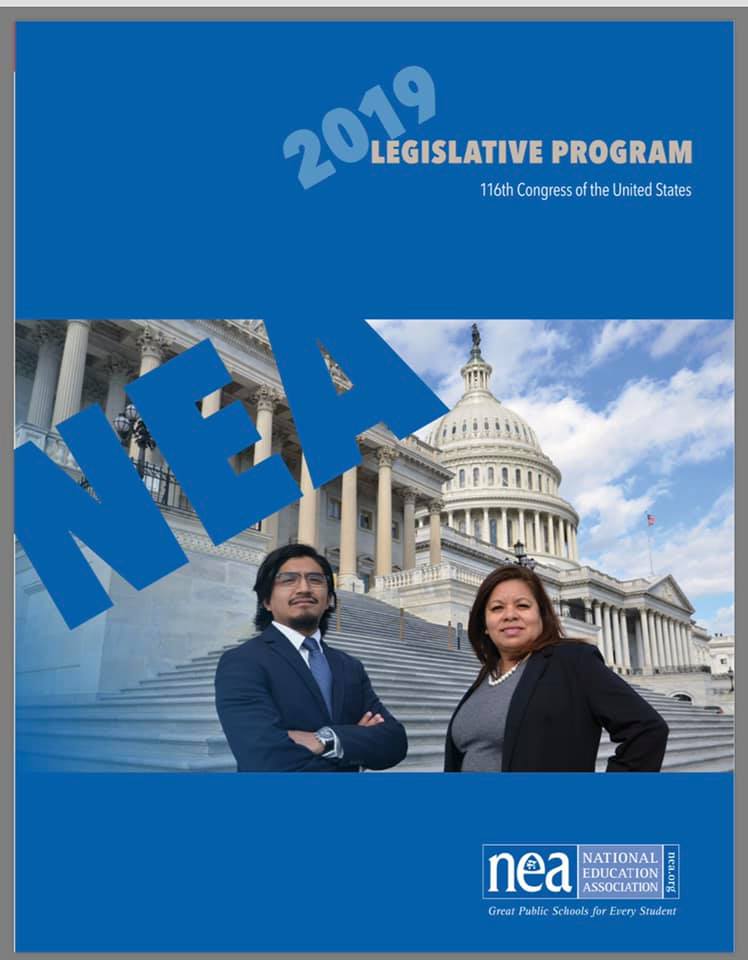 2019
LEGISLATIVE PROGRAM
116th Congress of the United States
NEA
nea
NATIONAL
EDUCATION
ASSOCIATION
nea.org
Great Public Schools for Every Student